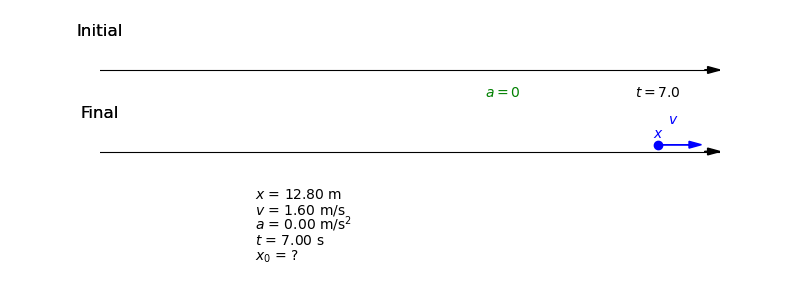 Initial
a = 0
t = 7.0
Final
v
x
x = 12.80 m
v = 1.60 m/s
a = 0.00 m/s²
t = 7.00 s
x₀ = ?